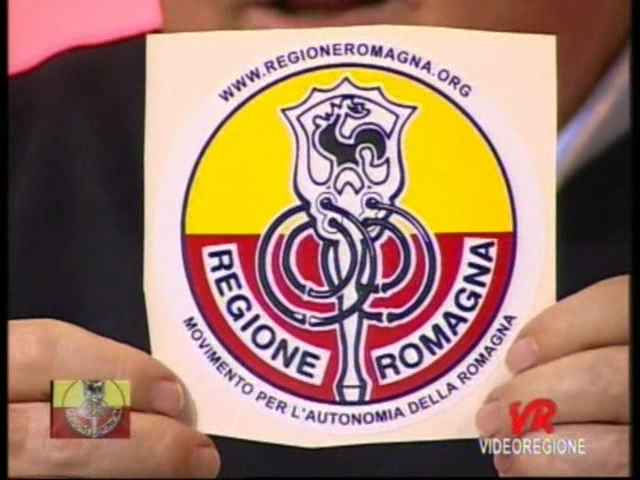 WWW.REGIONEROMAGNA.ORG
REGIONE ROMAGNA
MOVIMENTO PER L'AUTONOMIA DELLA ROMAGNA
VR
VIDEOREGIONE